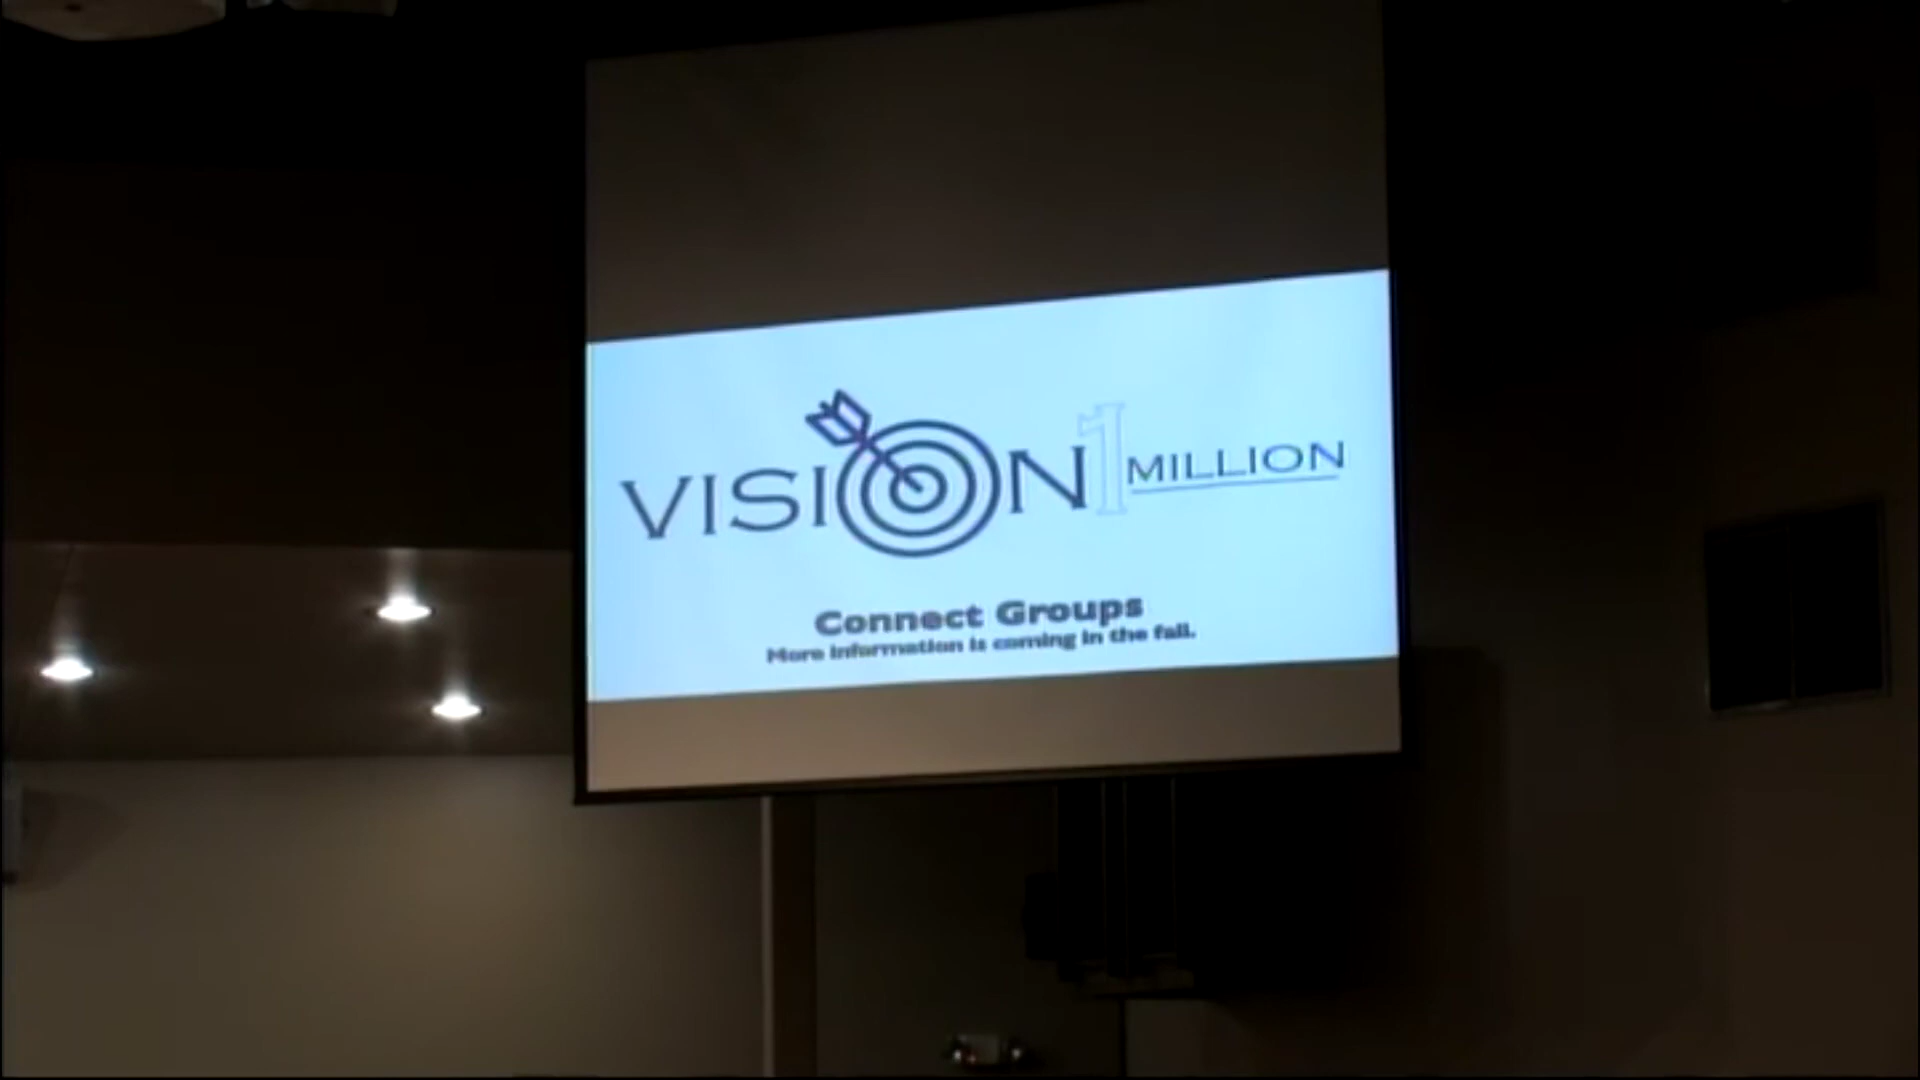 VISION 1 MILLION
Connect Groups
More information is coming in the fall.